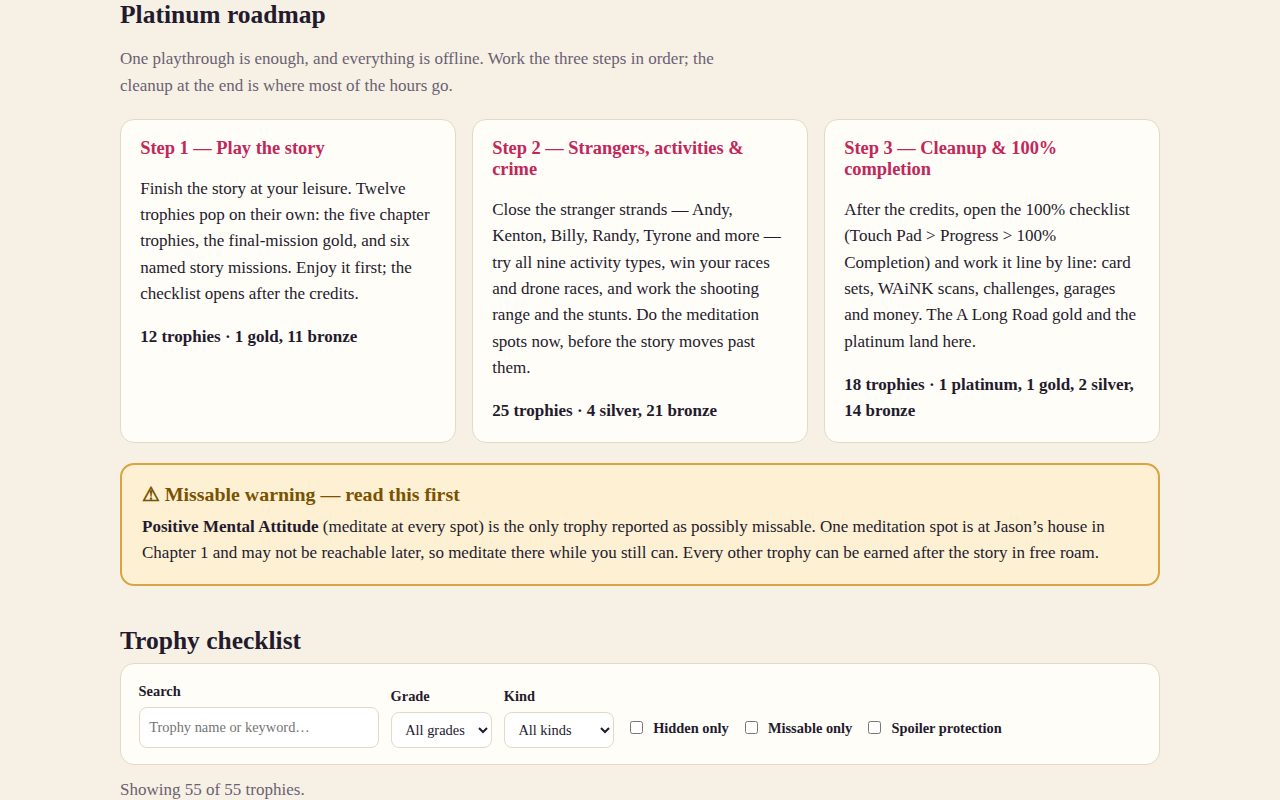 Platinum roadmap
One playthrough is enough, and everything is offline. Work the three steps in order; the
cleanup at the end is where most of the hours go.
Step 1 — Play the story
Finish the story at your leisure. Twelve
trophies pop on their own: the five chapter
trophies, the final-mission gold, and six
named story missions. Enjoy it first; the
checklist opens after the credits.
12 trophies · 1 gold, 11 bronze
Step 2 — Strangers, activities &
crime
Close the stranger strands — Andy,
Kenton, Billy, Randy, Tyrone and more —
try all nine activity types, win your races
and drone races, and work the shooting
range and the stunts. Do the meditation
spots now, before the story moves past
them.
25 trophies · 4 silver, 21 bronze
Step 3 — Cleanup & 100%
completion
After the credits, open the 100% checklist
(Touch Pad > Progress > 100%
Completion) and work it line by line: card
sets, WAiNK scans, challenges, garages
and money. The A Long Road gold and the
platinum land here.
18 trophies · 1 platinum, 1 gold, 2 silver,
14 bronze
⚠ Missable warning — read this first
Positive Mental Attitude (meditate at every spot) is the only trophy reported as possibly missable. One meditation spot is at Jason’s house in
Chapter 1 and may not be reachable later, so meditate there while you still can. Every other trophy can be earned after the story in free roam.
Trophy checklist
Search
Trophy name or keyword…
Grade
All grades
Kind
All kinds
Hidden only
Missable only
Spoiler protection
Showing 55 of 55 trophies.